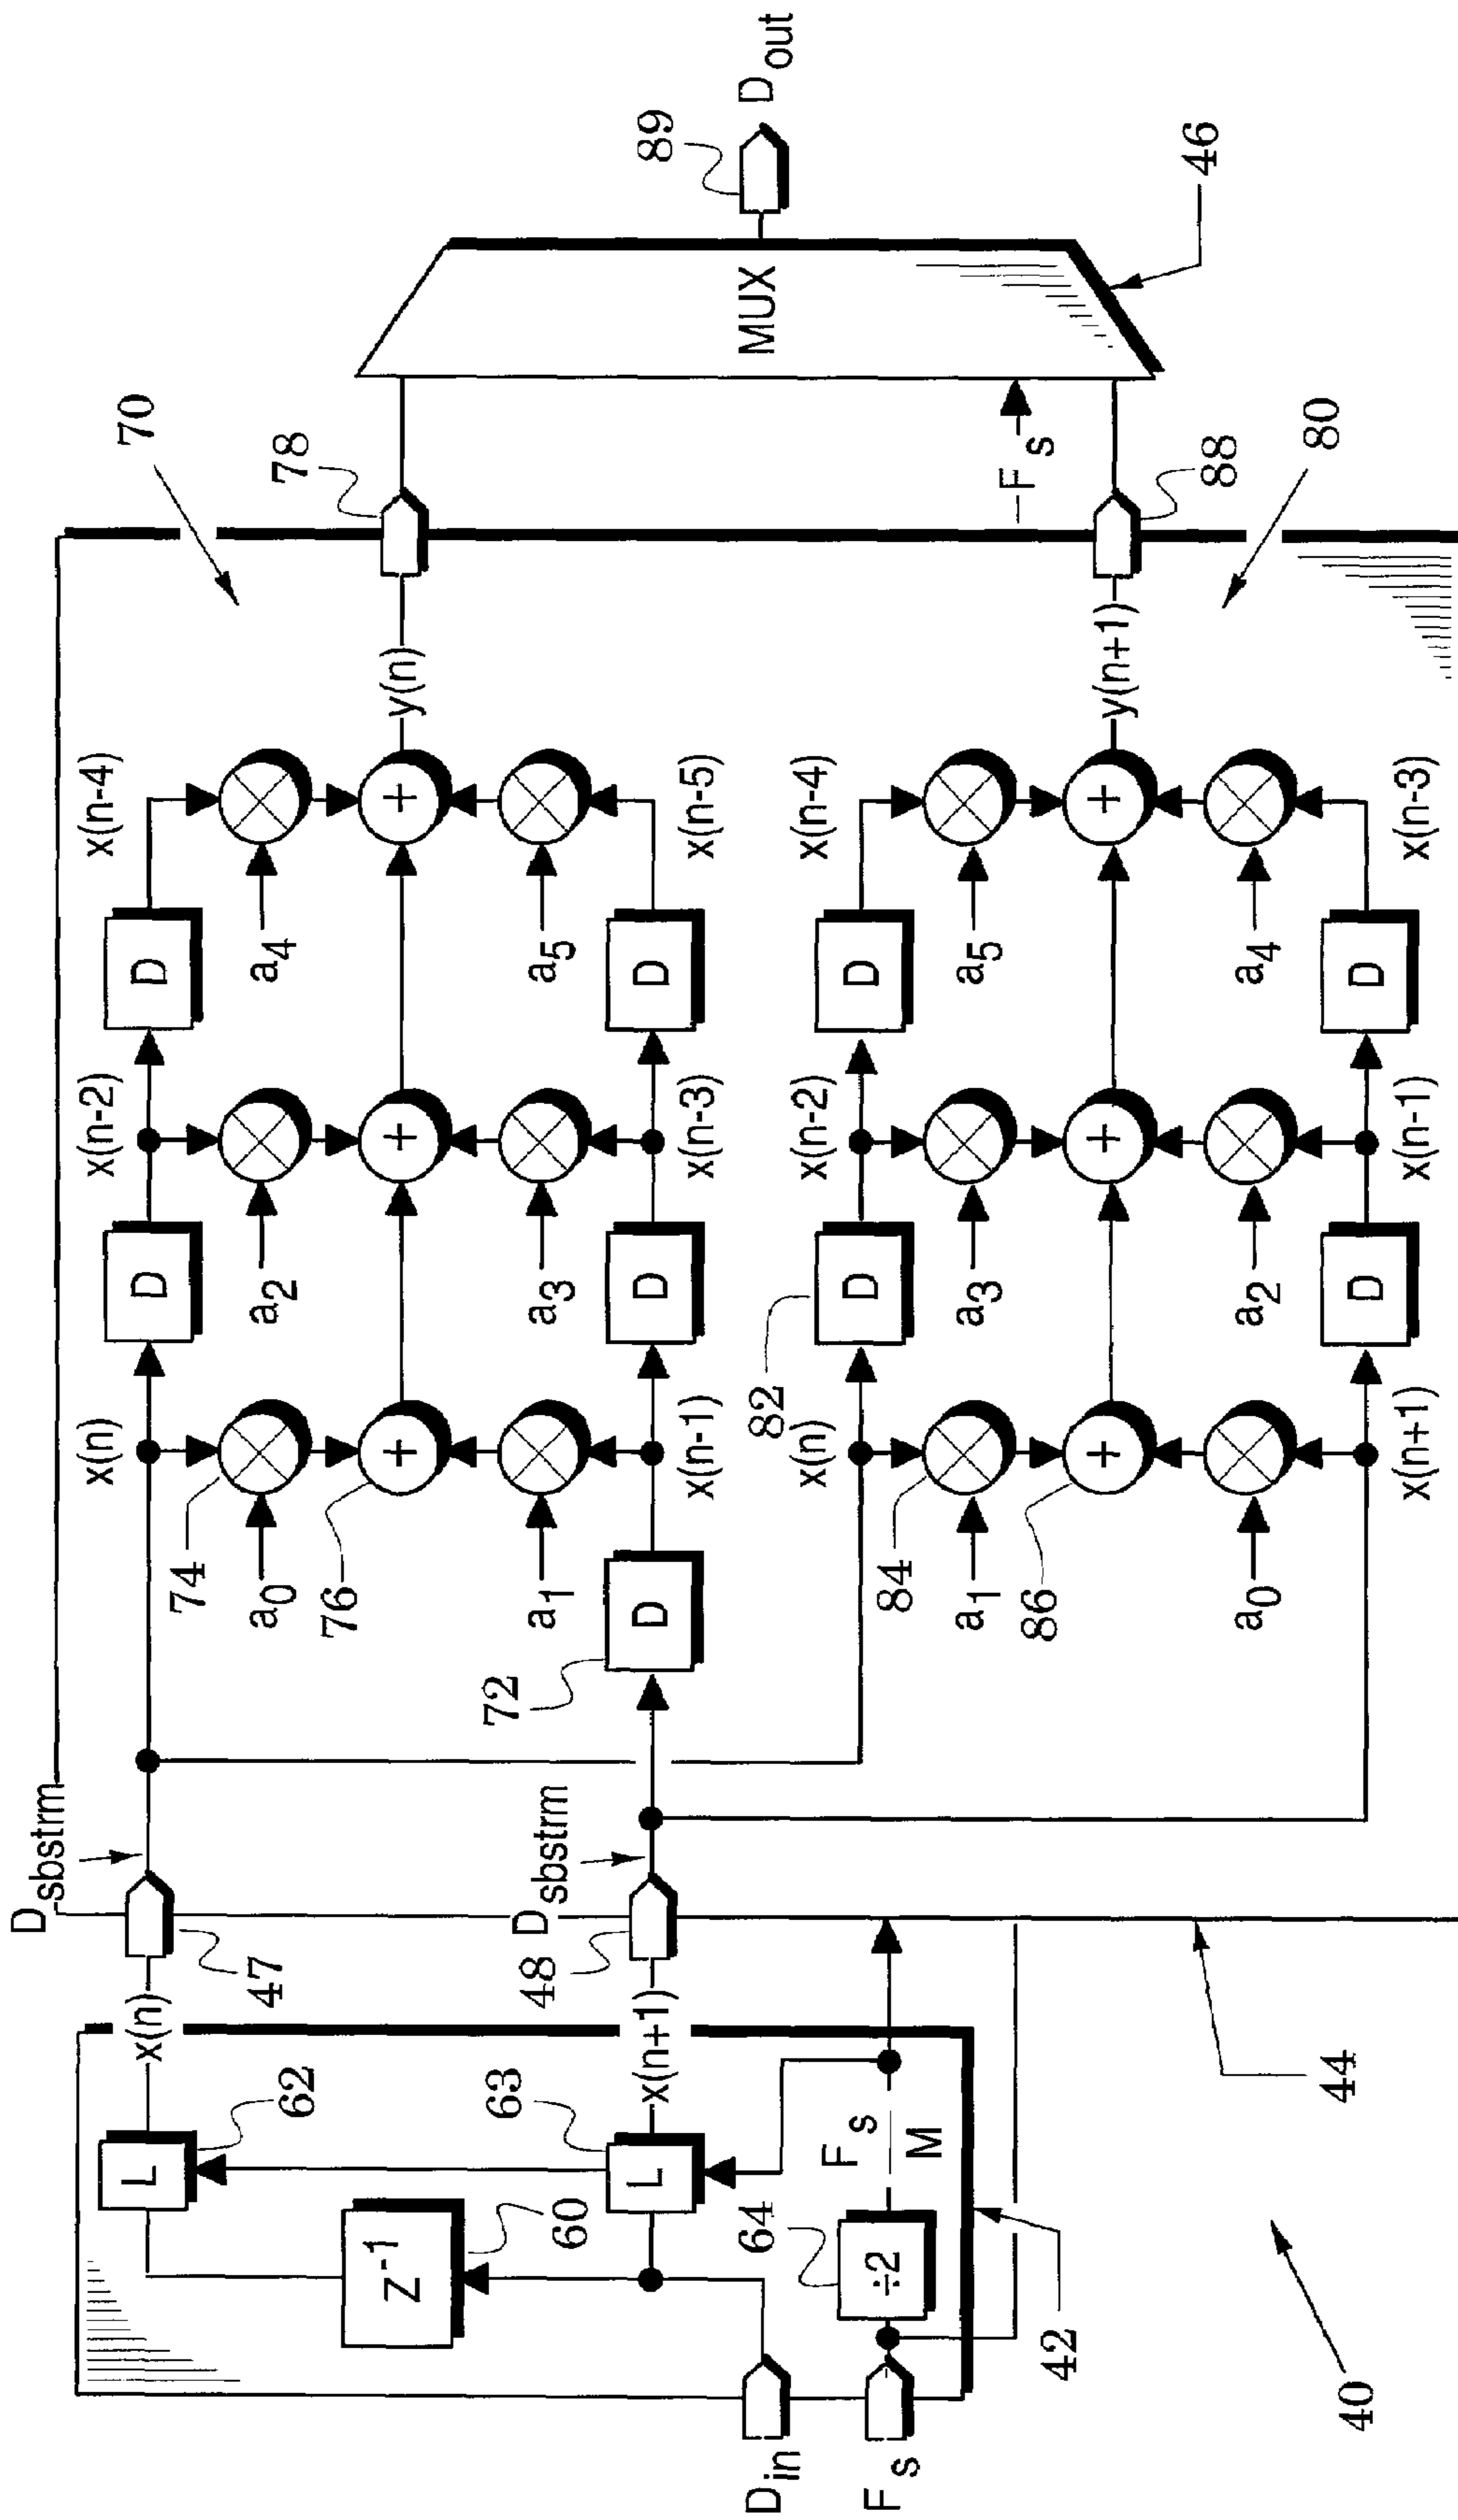 D_sbstrm
x(n)
47
L
62
Z^-1
60
D_sbstrm
x(n+1)
48
L
63
D_in
F_s
÷2
64
F_s
M
42
40
44
x(n)
D
x(n-2)
D
x(n-4)
74
a_0
a_2
a_4
76
+
+
+
y(n)
78
70
a_1
a_3
a_5
72
D
x(n-1)
D
x(n-3)
D
x(n-5)
82
x(n)
D
x(n-2)
D
x(n-4)
84
a_1
a_3
a_5
86
+
+
+
y(n+1)
88
80
a_0
a_2
a_4
x(n+1)
D
x(n-1)
D
x(n-3)
F_s
MUX
46
89
D_out